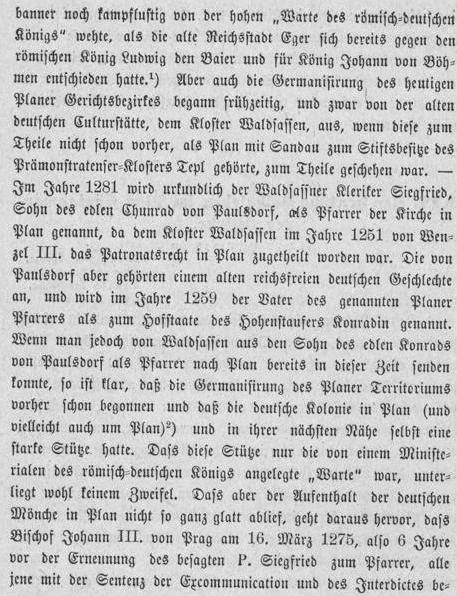 banner noch kampflustig von der hohen „Warte des römisch-deutschen
Königs“ wehte, als die alte Reichsstadt Eger sich bereits gegen den
römischen König Ludwig den Baier und für König Johann von Böh-
men entschieden hatte.¹) Aber auch die Germanisirung des heutigen
Planer Gerichtsbezirkes begann frühzeitig, und zwar von der alten
deutschen Culturstätte, dem Kloster Waldsassen, aus, wenn diese zum
Theile nicht schon vorher, als Plan mit Sandau zum Stiftsbesitze des
Prämonstratenser-Klosters Tepl gehörte, zum Theile geschehen war. —
Im Jahre 1281 wird urkundlich der Waldsassner Kleriker Siegfried,
Sohn des edlen Chunrad von Paulsdorf, als Pfarrer der Kirche in
Plan genannt, da dem Kloster Waldsassen im Jahre 1251 von Wen-
zel III. das Patronatsrecht in Plan zugetheilt worden war. Die von
Paulsdorf aber gehörten einem alten reichsfreien deutschen Geschlechte
an, und wird im Jahre 1259 der Vater des genannten Planer
Pfarrers als zum Hofstaate des Hohenstaufers Konradin genannt.
Wenn man jedoch von Waldsassen aus den Sohn des edlen Konrads
von Paulsdorf als Pfarrer nach Plan bereits in dieser Zeit senden
konnte, so ist klar, daß die Germanisirung des Planer Territoriums
vorher schon begonnen und daß die deutsche Kolonie in Plan (und
vielleicht auch um Plan)²) und in ihrer nächsten Nähe selbst eine
starke Stütze hatte. Dass diese Stütze nur die von einem Ministe-
rialen des römisch-deutschen Königs angelegte „Warte“ war, unter-
liegt wohl keinem Zweifel. Dass aber der Aufenthalt der deutschen
Mönche in Plan nicht so ganz glatt ablief, geht daraus hervor, dass
Bischof Johann III. von Prag am 16. März 1275, also 6 Jahre
vor der Ernennung des besagten P. Siegfried zum Pfarrer, alle
jene mit der Sentenz der Excommunication und des Interdictes be-